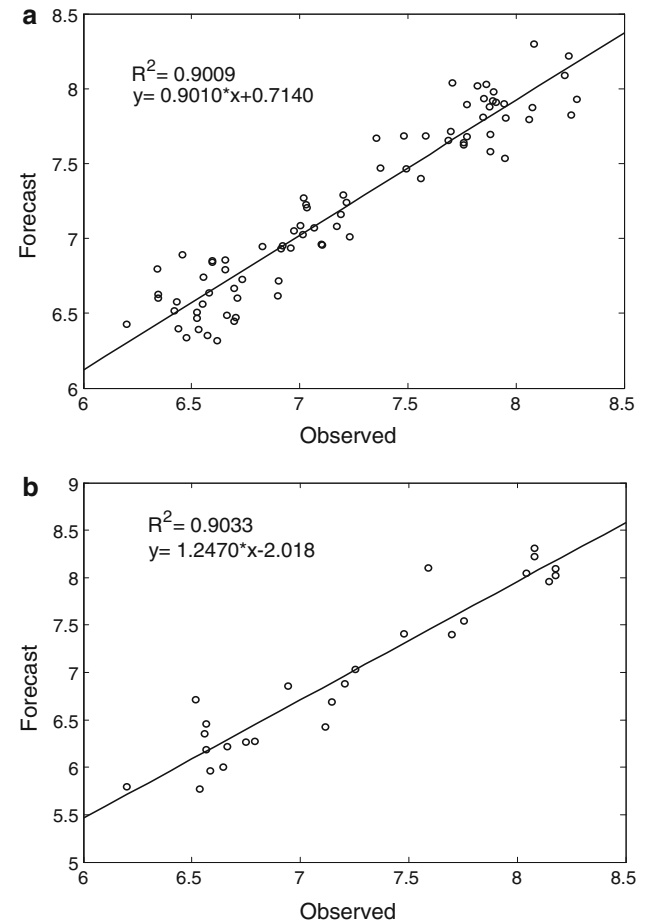 a
8.5
8
7.5
7
6.5
6
R²= 0.9009
y= 0.9010*x+0.7140
Forecast
6 6.5 7 7.5 8 8.5
Observed
b
9
8.5
8
7.5
7
6.5
6
5.5
5
R²= 0.9033
y= 1.2470*x-2.018
Forecast
6 6.5 7 7.5 8 8.5
Observed